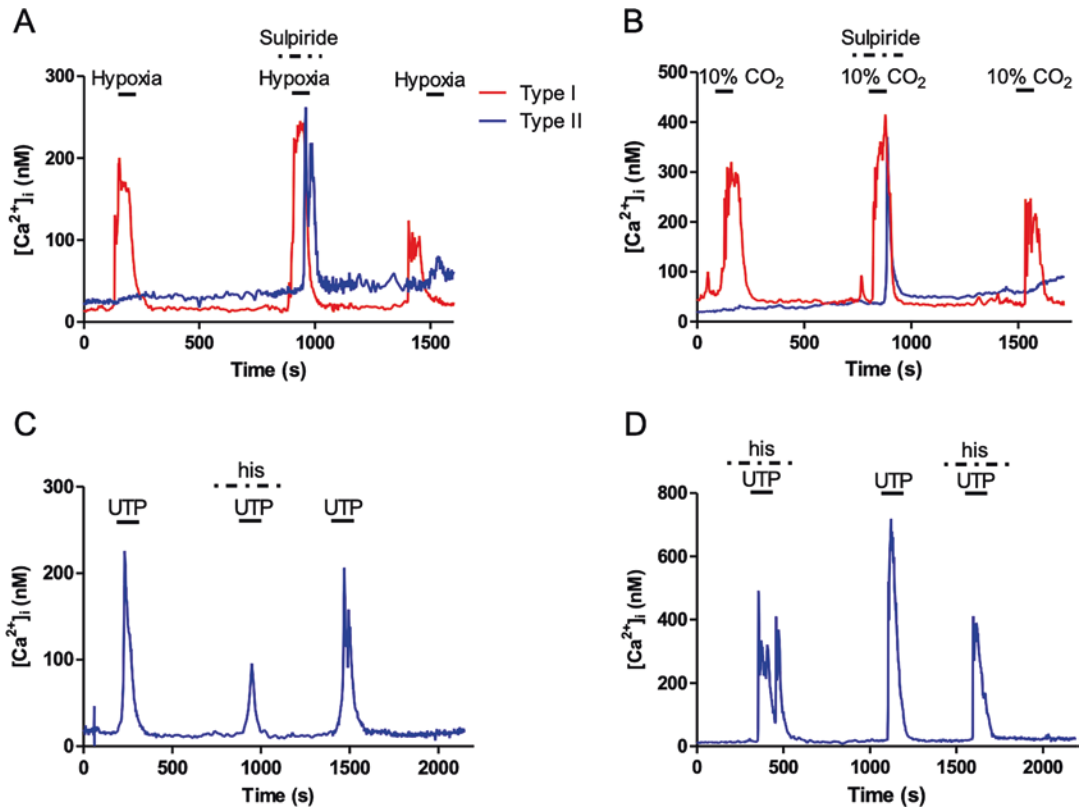 A
Sulpiride
Hypoxia Hypoxia Hypoxia
Type I
Type II
[Ca²⁺]ᵢ (nM)
300
200
100
0
0 500 1000 1500
Time (s)
B
Sulpiride
10% CO₂ 10% CO₂ 10% CO₂
[Ca²⁺]ᵢ (nM)
500
400
300
200
100
0
0 500 1000 1500
Time (s)
C
his
UTP UTP UTP
[Ca²⁺]ᵢ (nM)
300
200
100
0
0 500 1000 1500 2000
Time (s)
D
his his
UTP UTP UTP
[Ca²⁺]ᵢ (nM)
800
600
400
200
0
0 500 1000 1500 2000
Time (s)